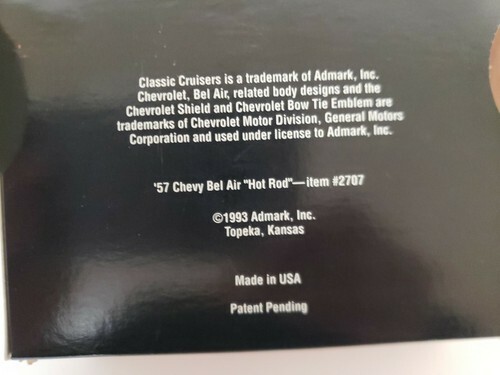 Classic Cruisers is a trademark of Admark, Inc.
Chevrolet, Bel Air, related body designs and the
Chevrolet Shield and Chevrolet Bow Tie Emblem are
trademarks of Chevrolet Motor Division, General Motors
Corporation and used under license to Admark, Inc.
'57 Chevy Bel Air "Hot Rod"—item #2707
©1993 Admark, Inc.
Topeka, Kansas
Made in USA
Patent Pending